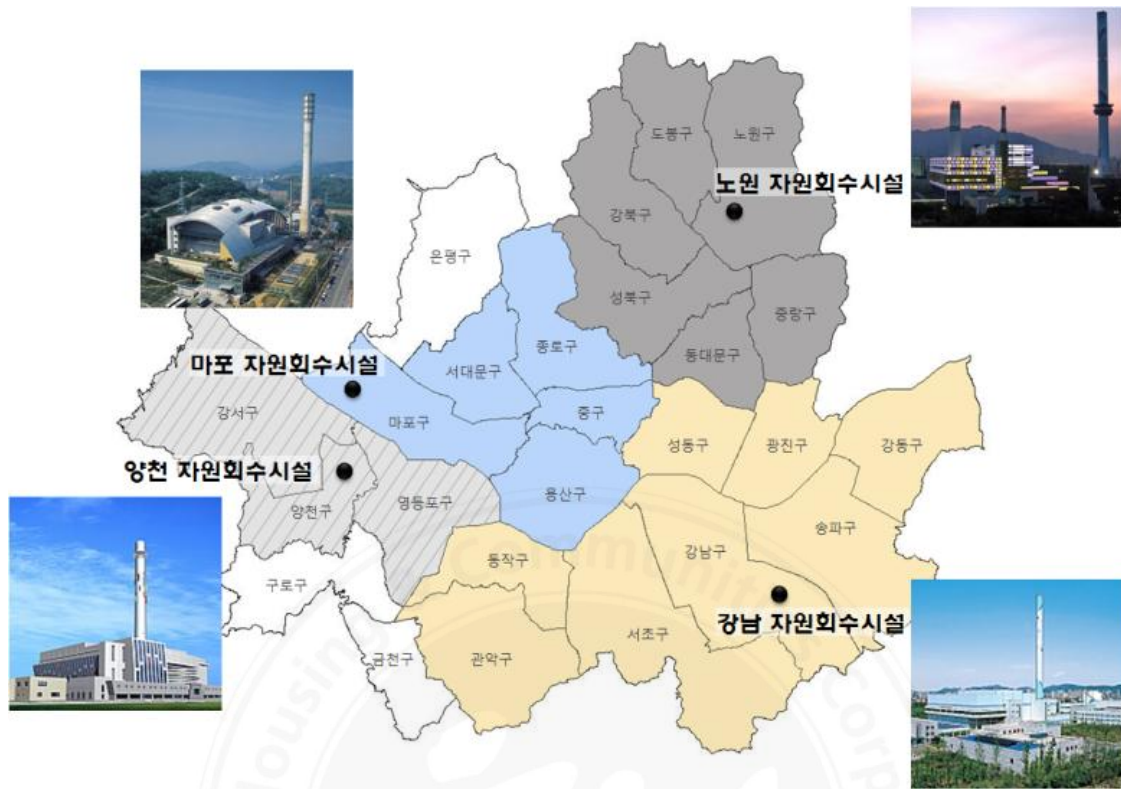 도봉구
노원구
노원 자원회수시설
강북구
은평구
성북구
중랑구
종로구
동대문구
서대문구
마포 자원회수시설
강서구
마포구
중구
성동구
광진구
강동구
양천 자원회수시설
양천구
영등포구
용산구
송파구
동작구
강남구
구로구
강남 자원회수시설
서초구
금천구
관악구
Housing
Communities
Corp